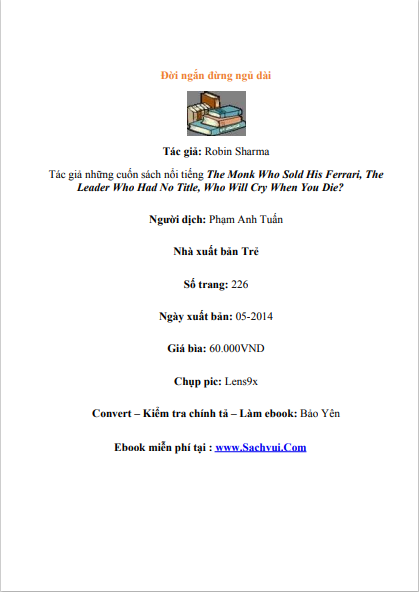 Đời ngắn đừng ngủ dài
Tác giả: Robin Sharma
Tác giả những cuốn sách nổi tiếng The Monk Who Sold His Ferrari, The
Leader Who Had No Title, Who Will Cry When You Die?
Người dịch: Phạm Anh Tuấn
Nhà xuất bản Trẻ
Số trang: 226
Ngày xuất bản: 05-2014
Giá bìa: 60.000VND
Chụp pic: Lens9x
Convert – Kiểm tra chính tả – Làm ebook: Bảo Yên
Ebook miễn phí tại : www.Sachvui.Com